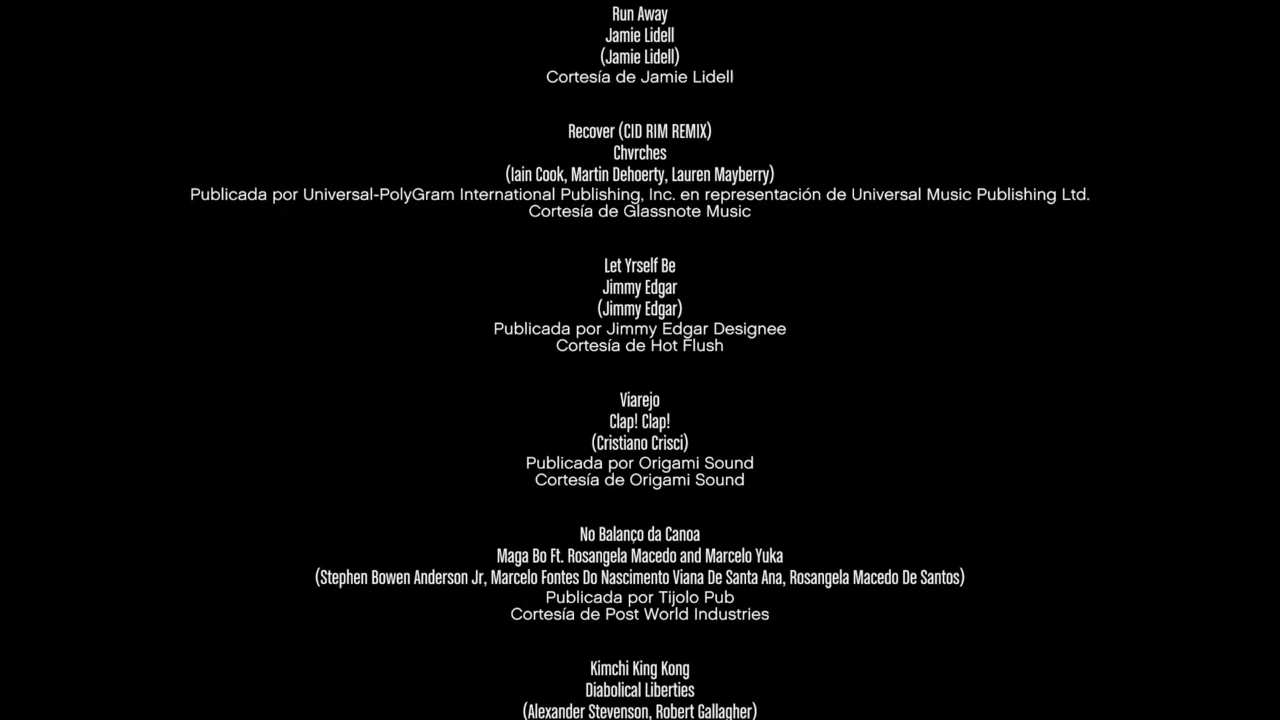 Run Away
Jamie Lidell
(Jamie Lidell)
Cortesía de Jamie Lidell
Recover (CID RIM REMIX)
Chvrches
(Iain Cook, Martin Dehoerty, Lauren Mayberry)
Publicada por Universal-PolyGram International Publishing, Inc. en representación de Universal Music Publishing Ltd.
Cortesía de Glassnote Music
Let Yrself Be
Jimmy Edgar
(Jimmy Edgar)
Publicada por Jimmy Edgar Designee
Cortesía de Hot Flush
Viarejo
Clap! Clap!
(Cristiano Crisci)
Publicada por Origami Sound
Cortesía de Origami Sound
No Balanço da Canoa
Maga Bo Ft. Rosangela Macedo and Marcelo Yuka
(Stephen Bowen Anderson Jr, Marcelo Fontes Do Nascimento Viana De Santa Ana, Rosangela Macedo De Santos)
Publicada por Tijolo Pub
Cortesía de Post World Industries
Kimchi King Kong
Diabolical Liberties
(Alexander Stevenson, Robert Gallagher)